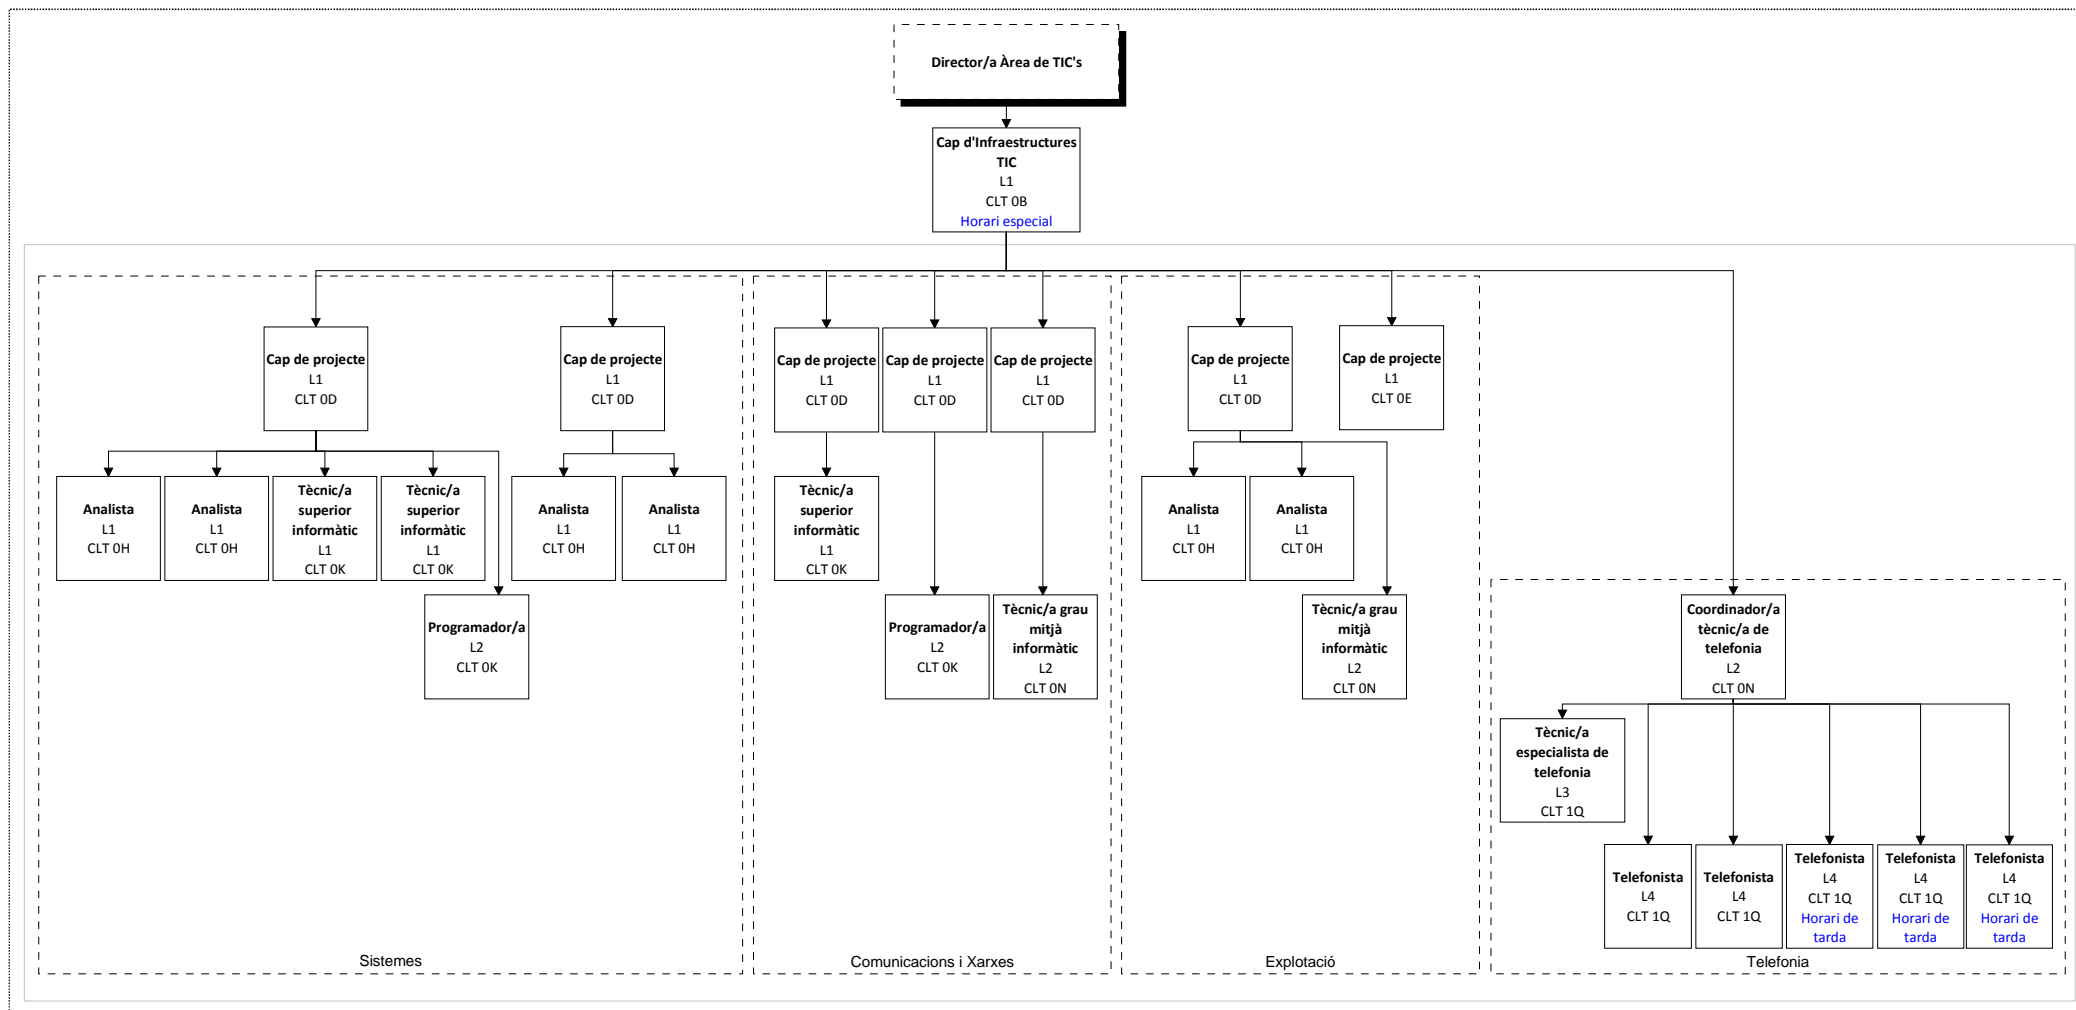 Director/a Àrea de TIC's
Cap d'Infraestructures
TIC
L1
CLT 0B
Horari especial
Cap de projecte
L1
CLT 0D
Cap de projecte
L1
CLT 0D
Cap de projecte
L1
CLT 0D
Cap de projecte
L1
CLT 0D
Cap de projecte
L1
CLT 0D
Cap de projecte
L1
CLT 0D
Cap de projecte
L1
CLT 0E
Analista
L1
CLT 0H
Analista
L1
CLT 0H
Tècnic/a
superior
informàtic
L1
CLT 0K
Tècnic/a
superior
informàtic
L1
CLT 0K
Analista
L1
CLT 0H
Analista
L1
CLT 0H
Tècnic/a
superior
informàtic
L1
CLT 0K
Analista
L1
CLT 0H
Analista
L1
CLT 0H
Programador/a
L2
CLT 0K
Programador/a
L2
CLT 0K
Tècnic/a grau
mitjà
informàtic
L2
CLT 0N
Tècnic/a grau
mitjà
informàtic
L2
CLT 0N
Coordinador/a
tècnic/a de
telefonia
L2
CLT 0N
Tècnic/a
especialista de
telefonia
L3
CLT 1Q
Telefonista
L4
CLT 1Q
Telefonista
L4
CLT 1Q
Telefonista
L4
CLT 1Q
Horari de
tarda
Telefonista
L4
CLT 1Q
Horari de
tarda
Telefonista
L4
CLT 1Q
Horari de
tarda
Sistemes
Comunicacions i Xarxes
Explotació
Telefonia